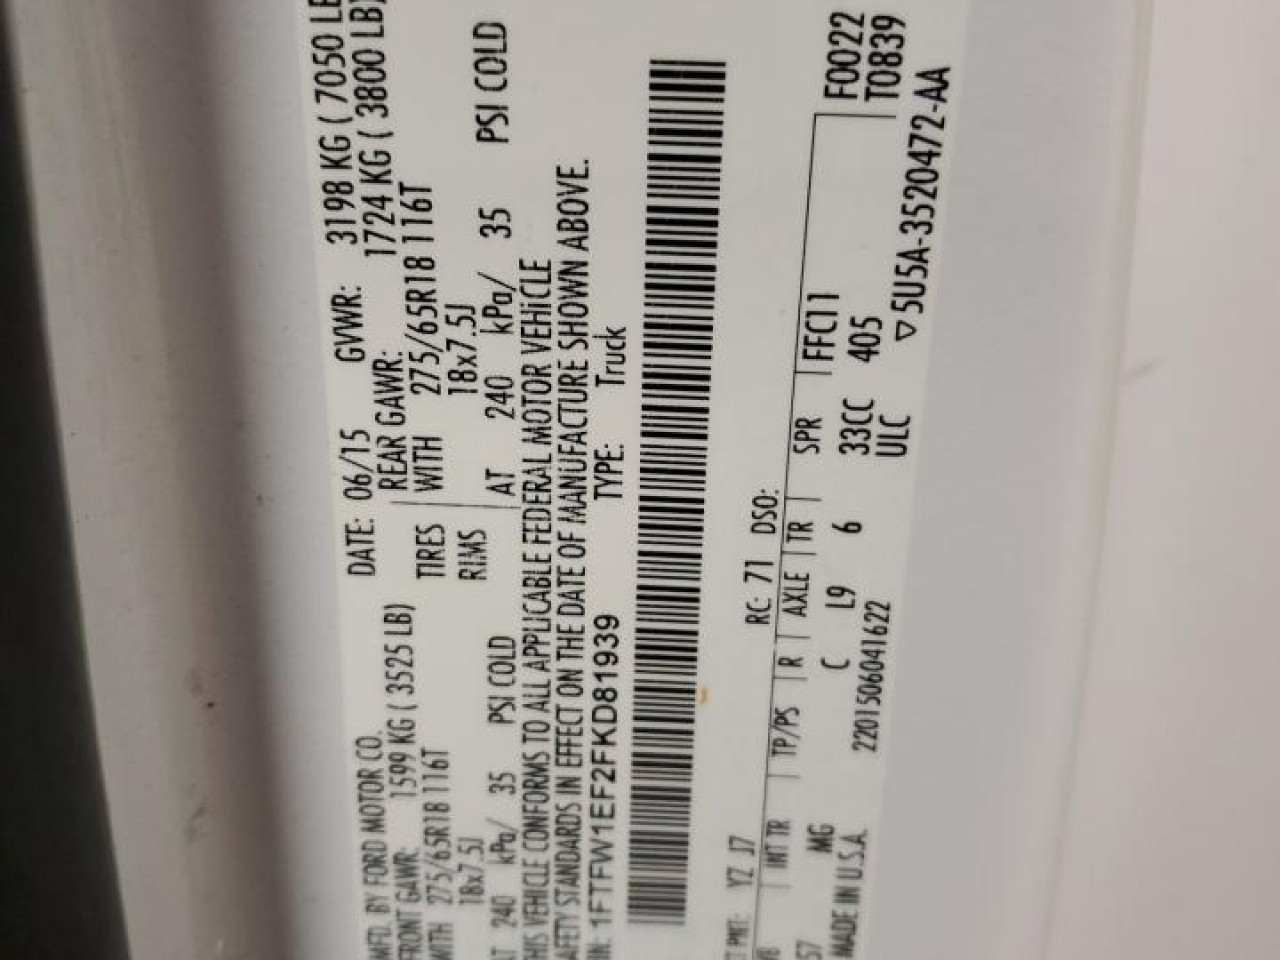 MFD. BY FORD MOTOR CO.
DATE: 06/15 GVWR: 3198 KG ( 7050 LB
FRONT GAWR: 1599 KG ( 3525 LB)
REAR GAWR: 1724 KG ( 3800 LB)
WITH 275/65R18 116T TIRES WITH 275/65R18 116T
18x7.5J RIMS 18x7.5J
AT 240 kPa/ 35 PSI COLD AT 240 kPa/ 35 PSI COLD
THIS VEHICLE CONFORMS TO ALL APPLICABLE FEDERAL MOTOR VEHICLE
AFETY STANDARDS IN EFFECT ON THE DATE OF MANUFACTURE SHOWN ABOVE.
IN: 1FTFW1EF2FKD81939 TYPE: Truck
T PNT: YZ J7 RC: 71 DSO:
INT TR TP/PS R AXLE TR SPR FFC11 F0022
MG C L9 6 33CC 405 T0839
57
MADE IN U.S.A. 2201506041622 ULC ▽5U5A-3520472-AA